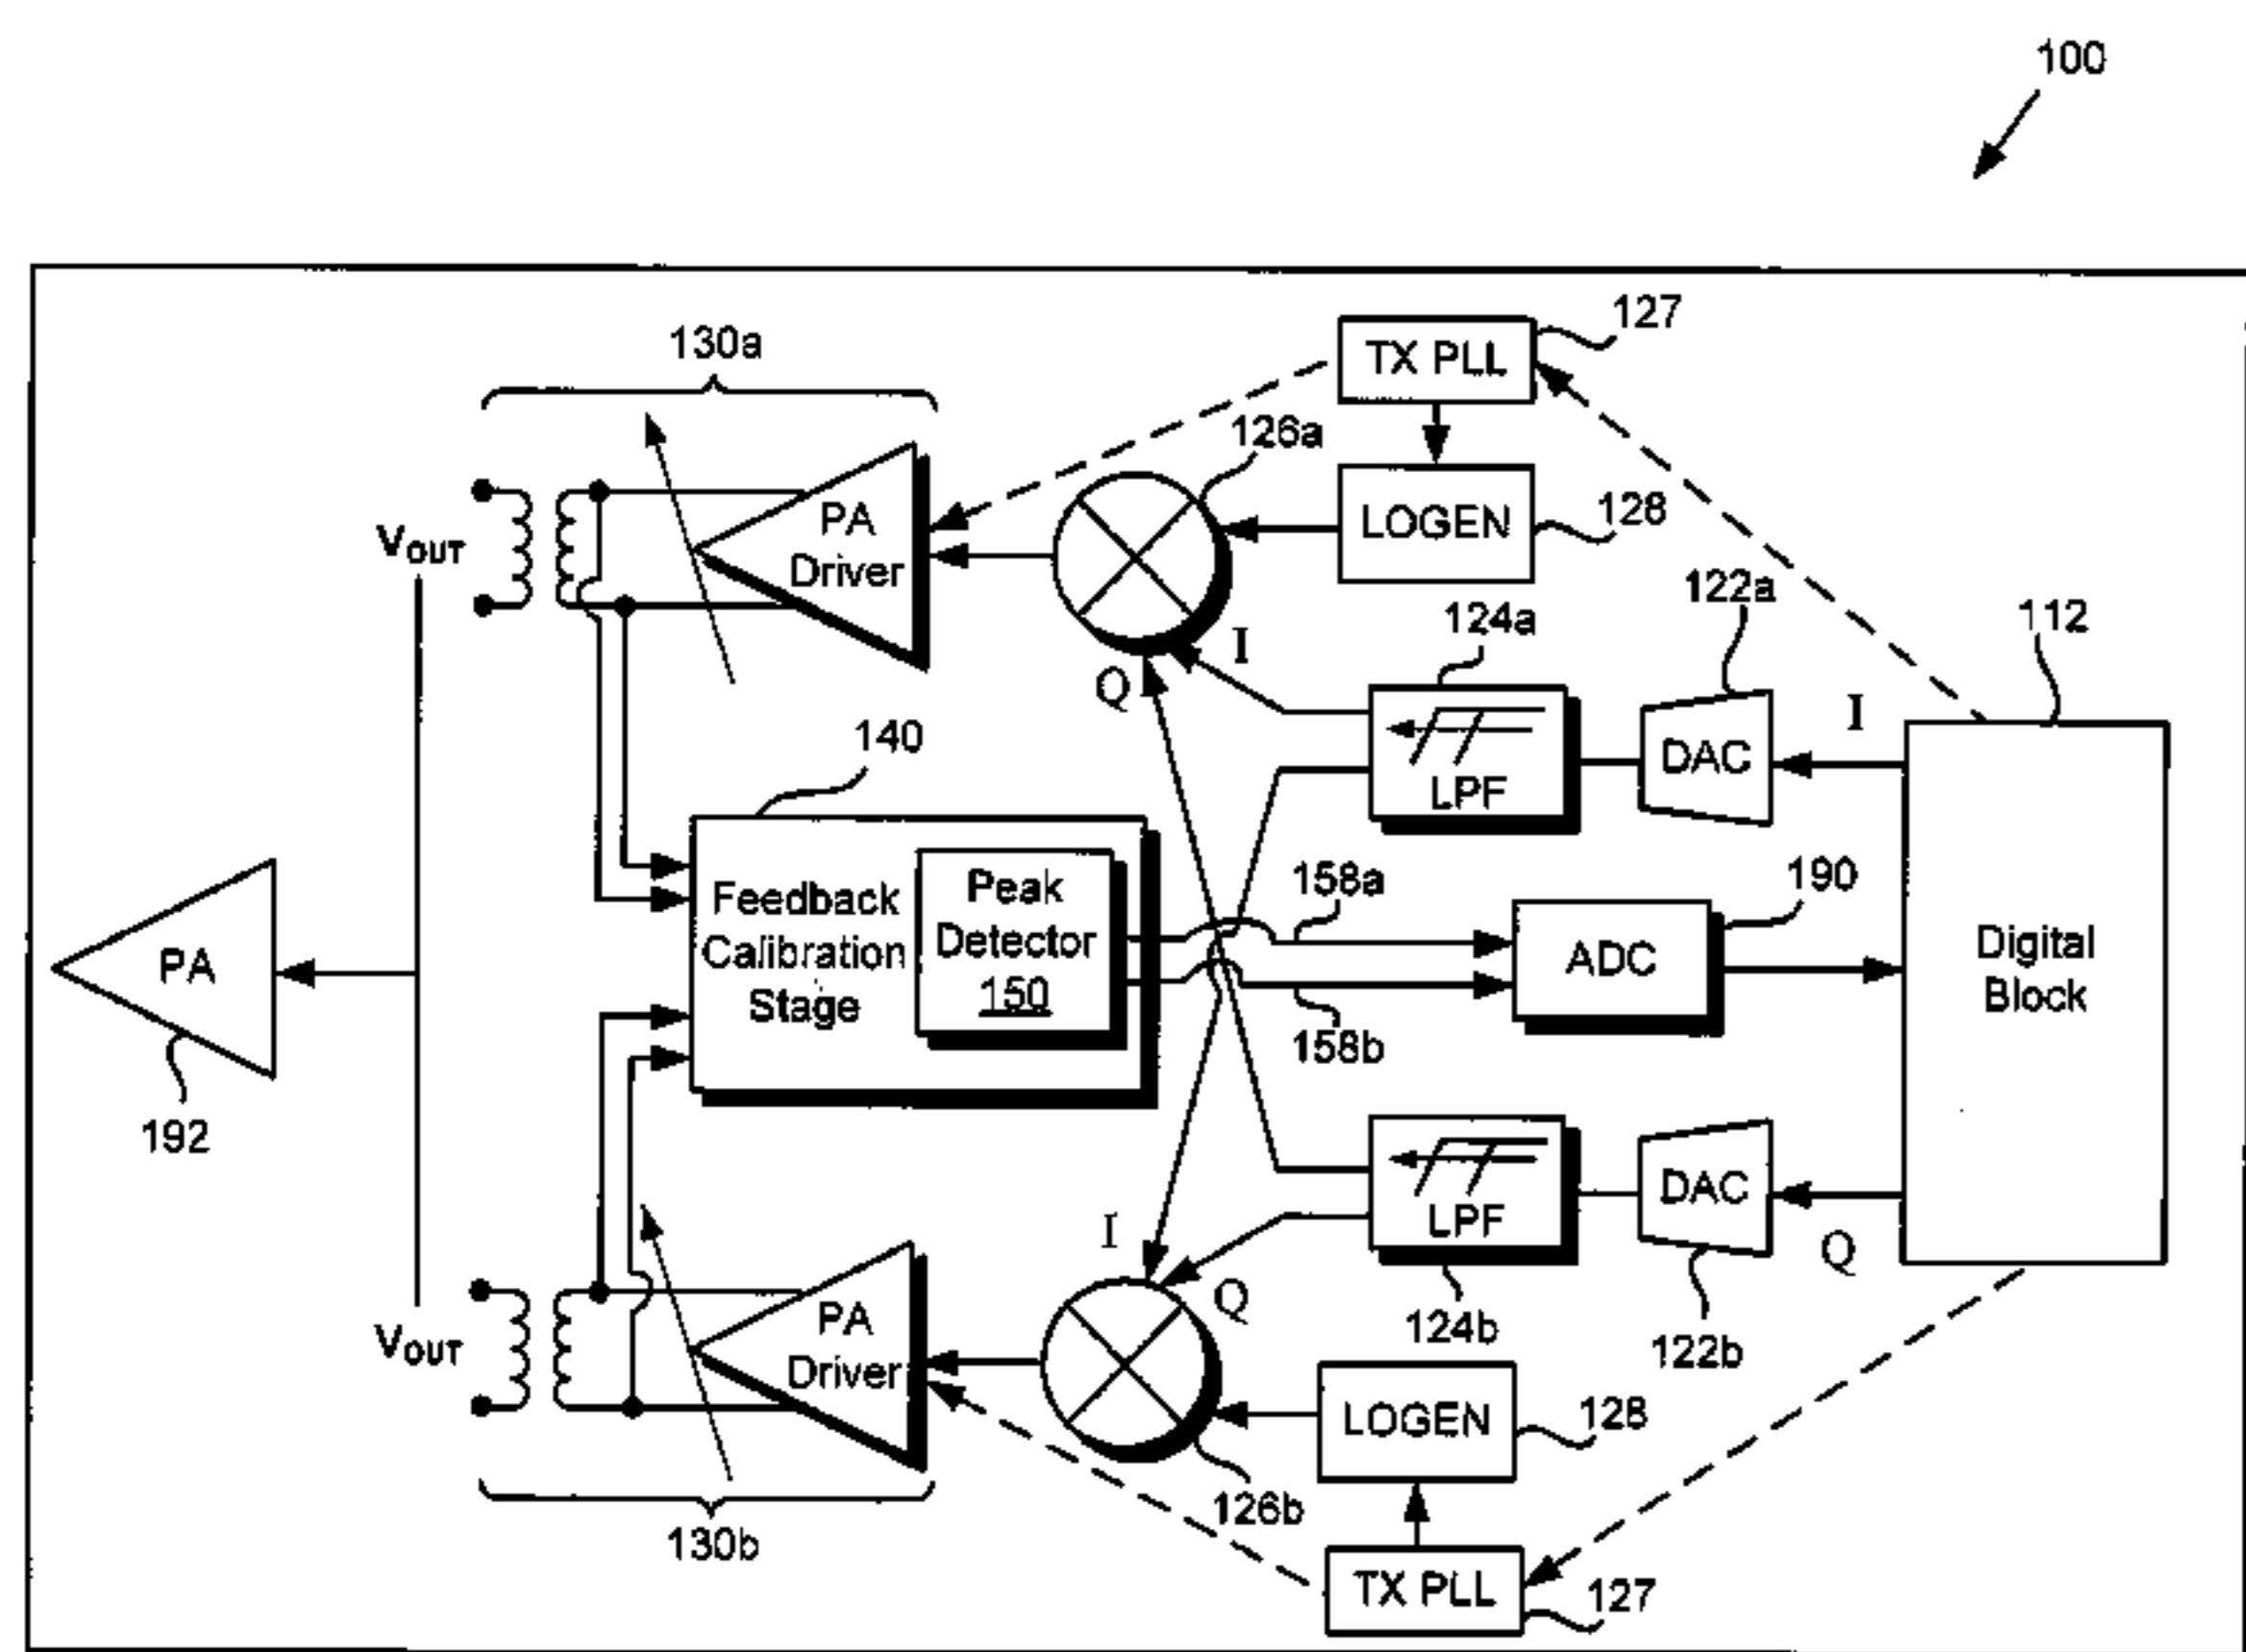 100
127
130a
TX PLL
126a
PA
Driver
LOGEN
128
VOUT
122a
124a
112
I
Q
I
140
DAC
LPF
158a
190
Feedback
Calibration
Stage
Peak
Detector
150
ADC
Digital
Block
PA
158b
192
DAC
LPF
I
Q
Q
124b
122b
PA
Driver
VOUT
LOGEN
128
126b
130b
TX PLL
127